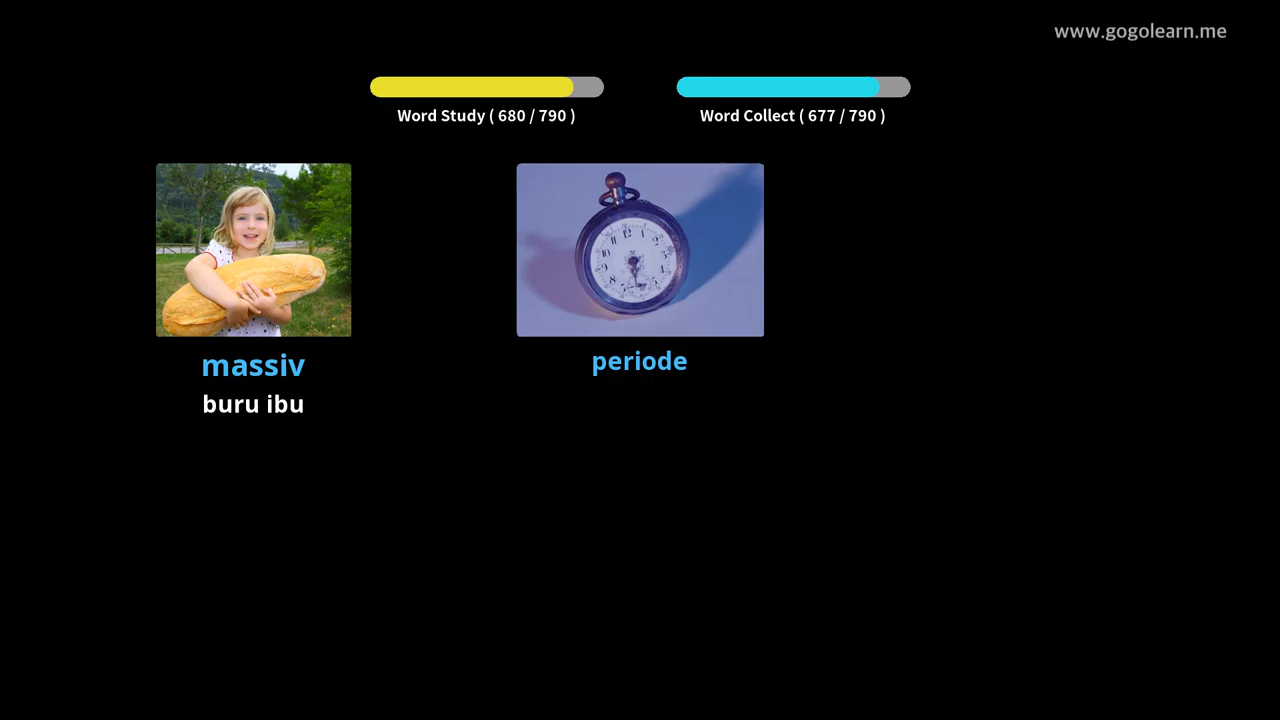 www.gogolearn.me
Word Study ( 680 / 790 )
Word Collect ( 677 / 790 )
massiv
buru ibu
periode